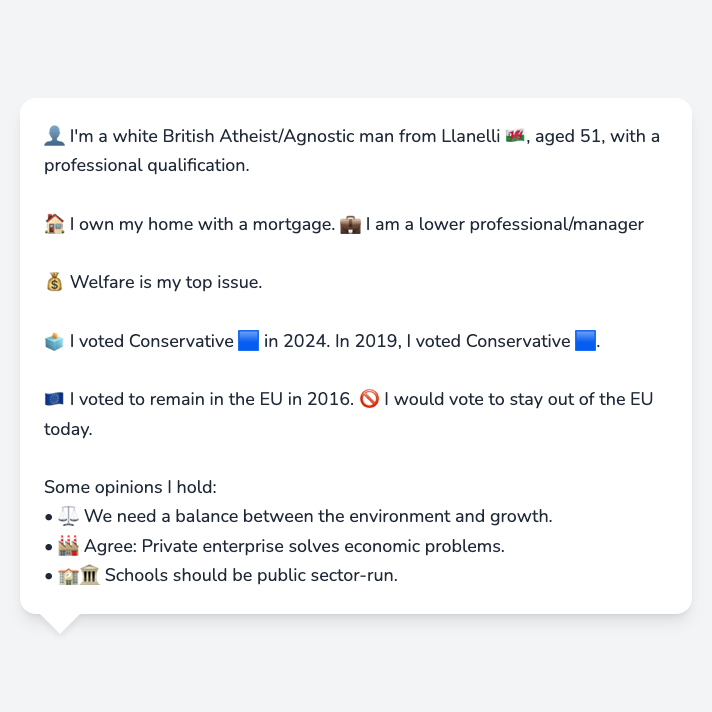 👤 I'm a white British Atheist/Agnostic man from Llanelli 🏴󠁧󠁢󠁷󠁬󠁳󠁿, aged 51, with a
professional qualification.
🏠 I own my home with a mortgage. 💼 I am a lower professional/manager
💰 Welfare is my top issue.
🗳️ I voted Conservative 🟦 in 2024. In 2019, I voted Conservative 🟦.
🇪🇺 I voted to remain in the EU in 2016. 🚫 I would vote to stay out of the EU
today.
Some opinions I hold:
• ⚖️ We need a balance between the environment and growth.
• 🏭 Agree: Private enterprise solves economic problems.
• 🏫🏛️ Schools should be public sector-run.